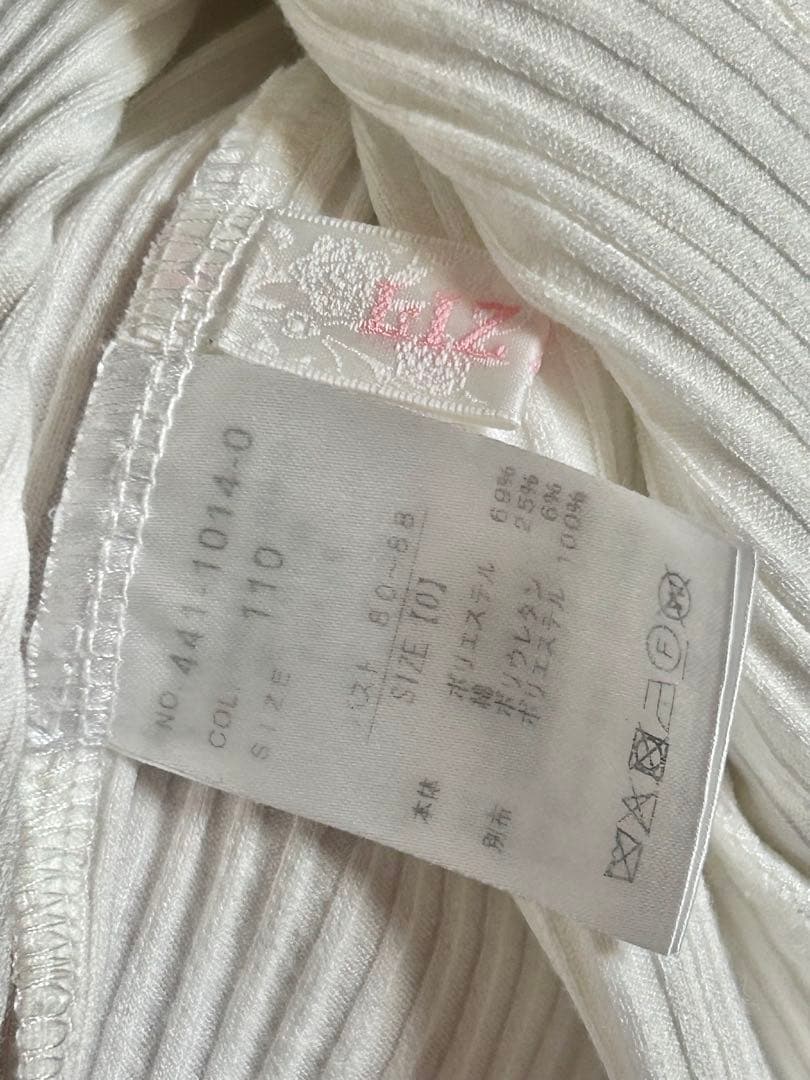 LIZ
NO. 441-1014-0
COL. 110
SIZE
バスト 80~88
SIZE【0】
本体 ポリエステル 69%
綿 25%
ポリウレタン 6%
別布 ポリエステル 100%
F